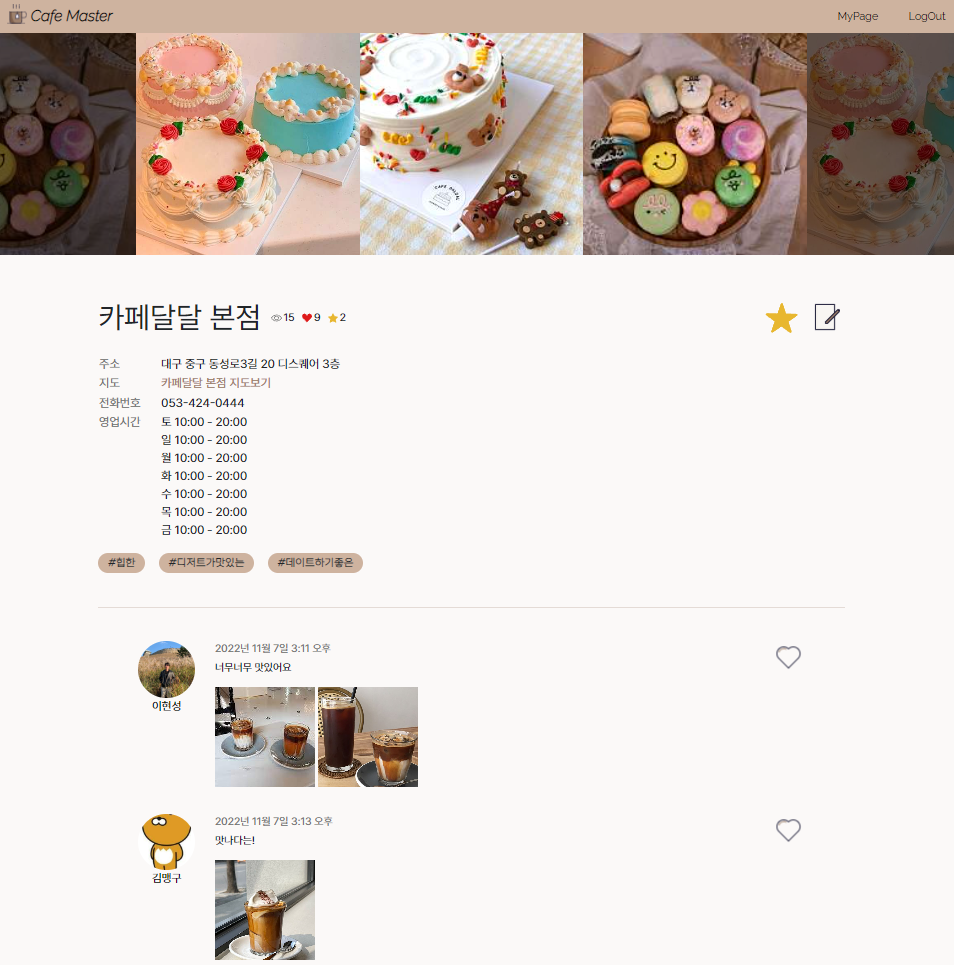 Cafe Master
MyPage
LogOut
CAFE DALDAL
카페달달 본점
15
9
2
주소 대구 중구 동성로3길 20 디스퀘어 3층
지도 카페달달 본점 지도보기
전화번호 053-424-0444
영업시간 토 10:00 - 20:00
일 10:00 - 20:00
월 10:00 - 20:00
화 10:00 - 20:00
수 10:00 - 20:00
목 10:00 - 20:00
금 10:00 - 20:00
#힙한
#디저트가맛있는
#데이트하기좋은
2022년 11월 7일 3:11 오후
너무너무 맛있어요
이현성
2022년 11월 7일 3:13 오후
맛나다는!
김맹구